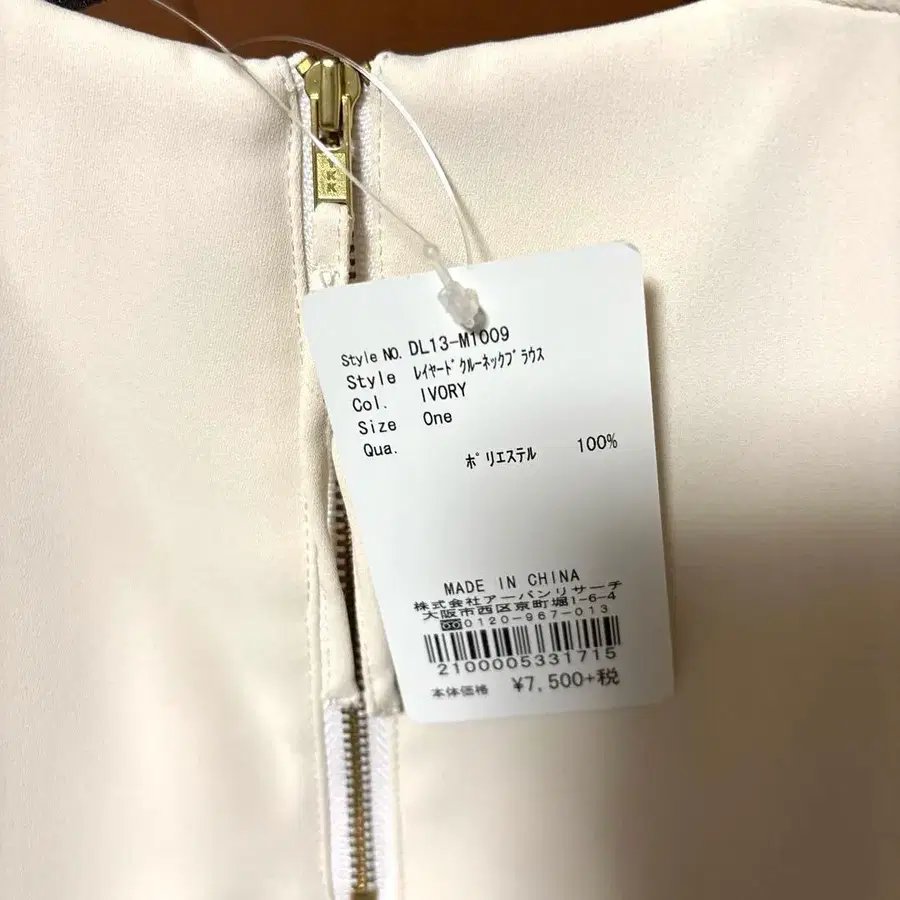 YKK
Style NO. DL13-M1009
Style ﾚｲﾔｰﾄﾞｸﾙｰﾈｯｸﾌﾞﾗｳｽ
Col. IVORY
Size One
Qua.
ﾎﾟﾘｴｽﾃﾙ 100%
MADE IN CHINA
株式会社アーバンリサーチ
大阪市西区京町堀1-6-4
0120-967-013
2100005331715
本体価格 ¥7,500+税